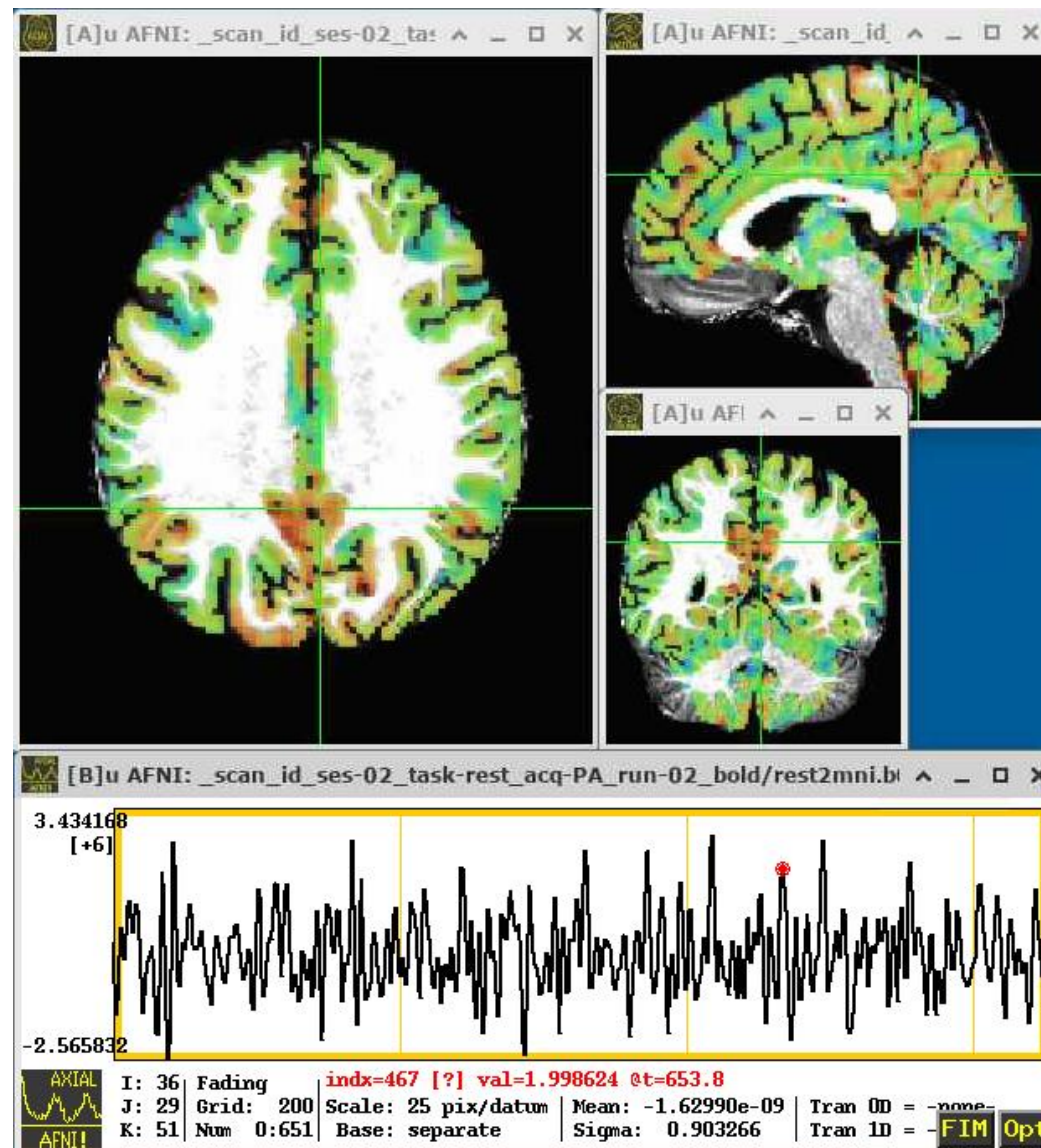 [A]u AFNI: _scan_id_ses-02_tas
[A]u AFNI: _scan_id_
[A]u AFI
[B]u AFNI: _scan_id_ses-02_task-rest_acq-PA_run-02_bold/rest2mni.b
3.434168
[+6]
-2.565832
AXIAL
AFNI!
I: 36 Fading indx=467 [?] val=1.998624 @t=653.8
J: 29 Grid: 200 Scale: 25 pix/datum Mean: -1.62990e-09 Tran 0D = -none-
K: 51 Num 0:651 Base: separate Sigma: 0.903266 Tran 1D = -
FIM Opt